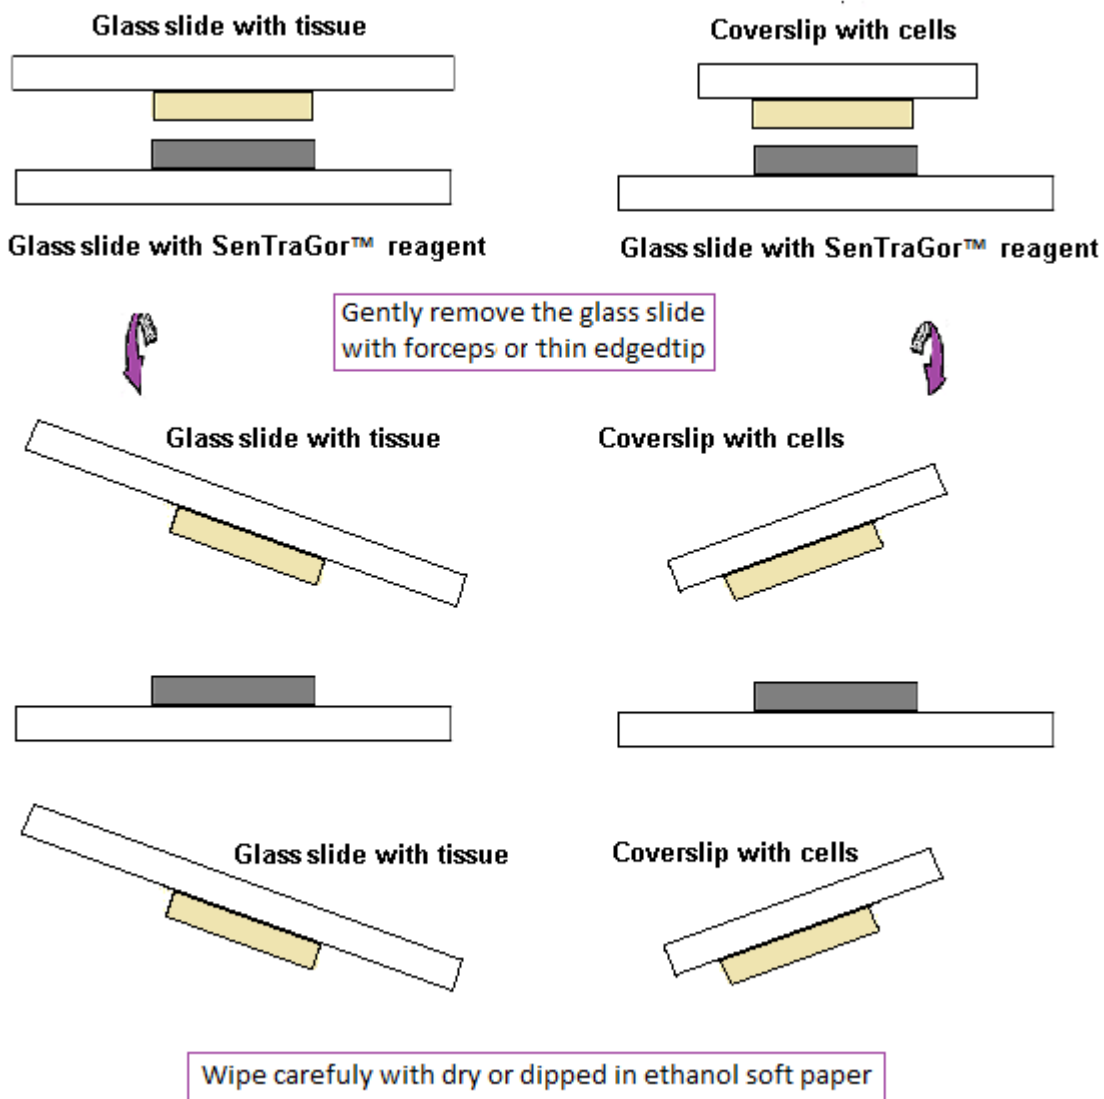 Glass slide with tissue
Coverslip with cells
Glass slide with SenTraGor™ reagent
Glass slide with SenTraGor™ reagent
Gently remove the glass slide
with forceps or thin edgedtip
Glass slide with tissue
Coverslip with cells
Glass slide with tissue
Coverslip with cells
Wipe carefuly with dry or dipped in ethanol soft paper